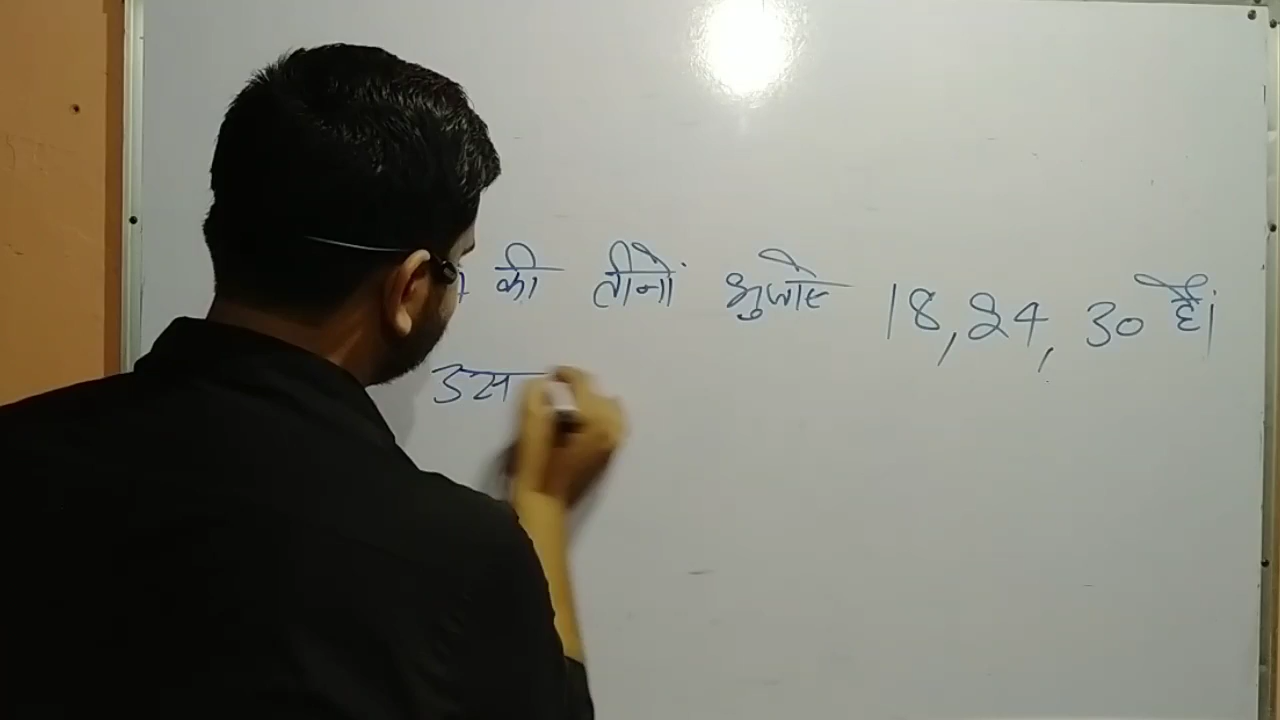 की तीनों भुजाएं 18, 24, 30 हैं।
उस